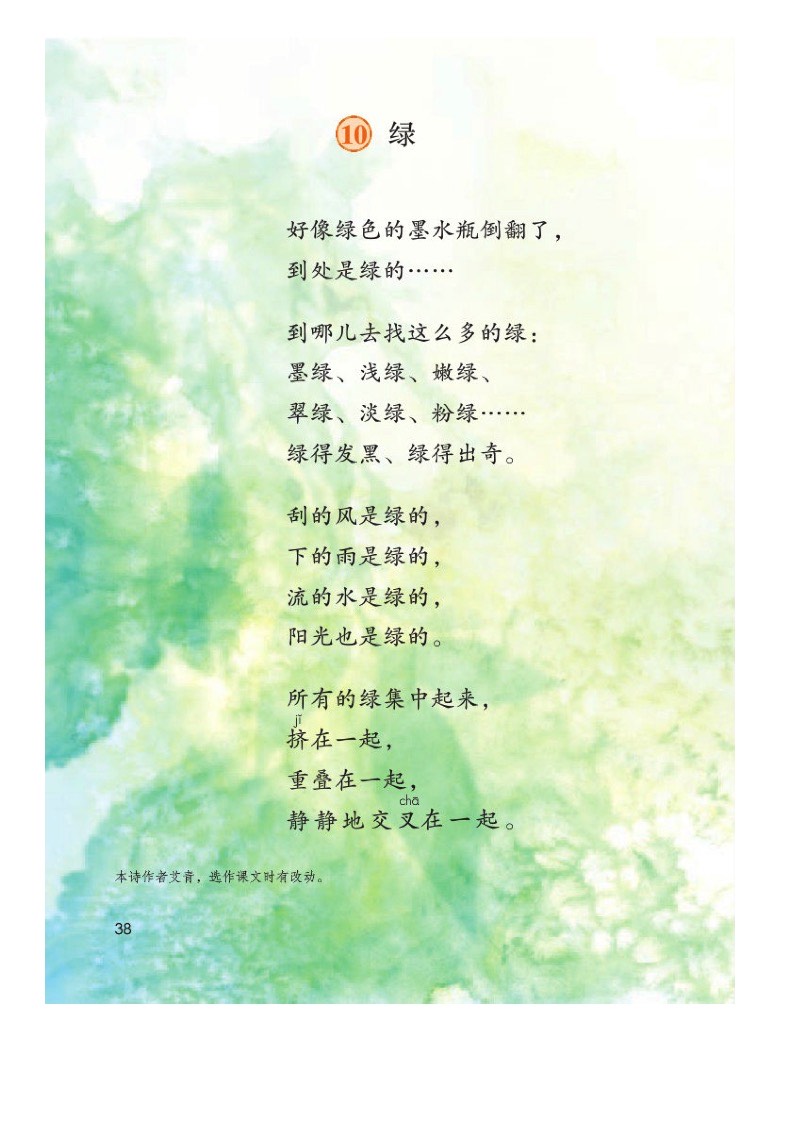 10 绿
好像绿色的墨水瓶倒翻了，
到处是绿的……
到哪儿去找这么多的绿：
墨绿、浅绿、嫩绿、
翠绿、淡绿、粉绿……
绿得发黑、绿得出奇。
刮的风是绿的，
下的雨是绿的，
流的水是绿的，
阳光也是绿的。
所有的绿集中起来，
jǐ
挤在一起，
重叠在一起，
chā
静静地交叉在一起。
本诗作者艾青，选作课文时有改动。
38